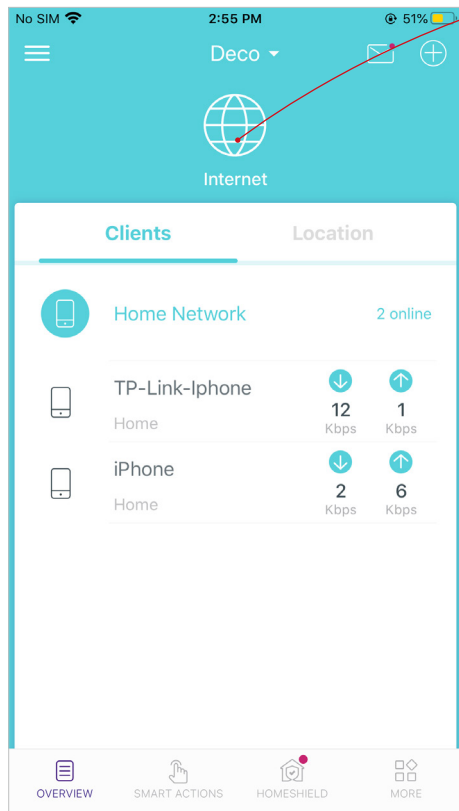 No SIM 2:55 PM 51%
Deco
Internet
Clients Location
Home Network 2 online
TP-Link-Iphone
12 1
Home Kbps Kbps
iPhone
2 6
Home Kbps Kbps
OVERVIEW SMART ACTIONS HOMESHIELD MORE